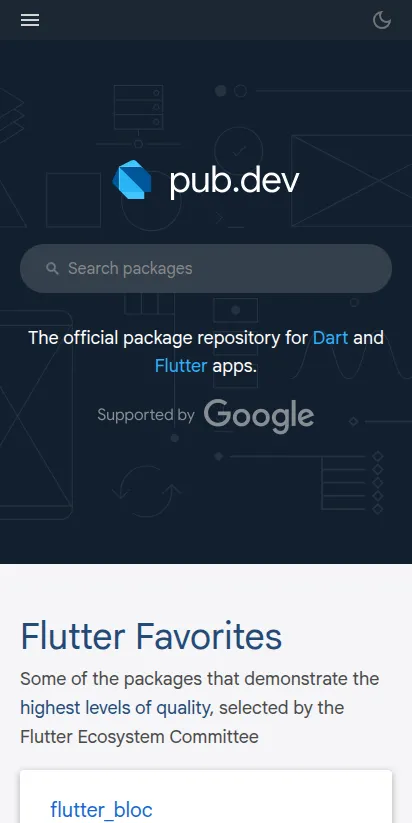 pub.dev
Search packages
The official package repository for Dart and
Flutter apps.
Supported by Google
Flutter Favorites
Some of the packages that demonstrate the
highest levels of quality, selected by the
Flutter Ecosystem Committee
flutter_bloc